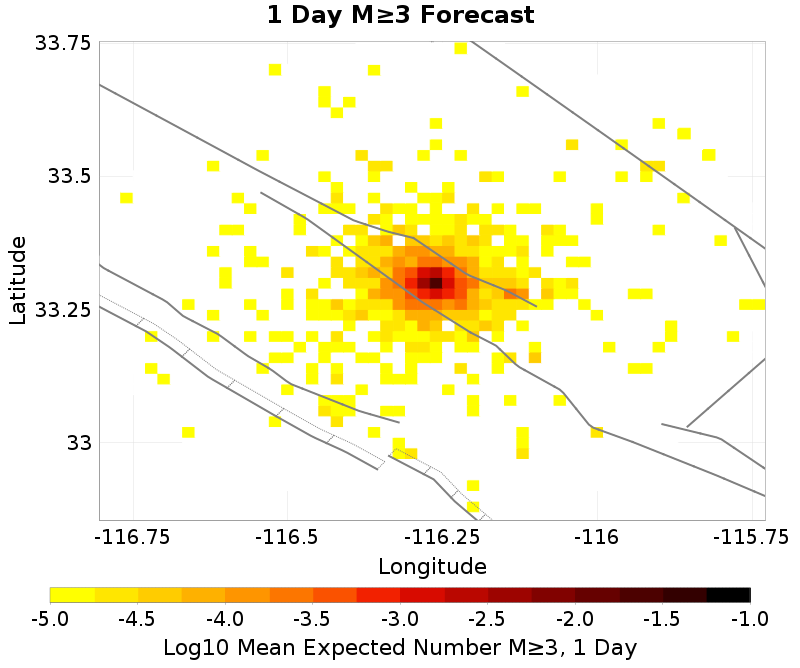 1 Day M≥3 Forecast
33.75
33.5
33.25
33
Latitude
-116.75 -116.5 -116.25 -116 -115.75
Longitude
-5.0 -4.5 -4.0 -3.5 -3.0 -2.5 -2.0 -1.5 -1.0
Log10 Mean Expected Number M≥3, 1 Day